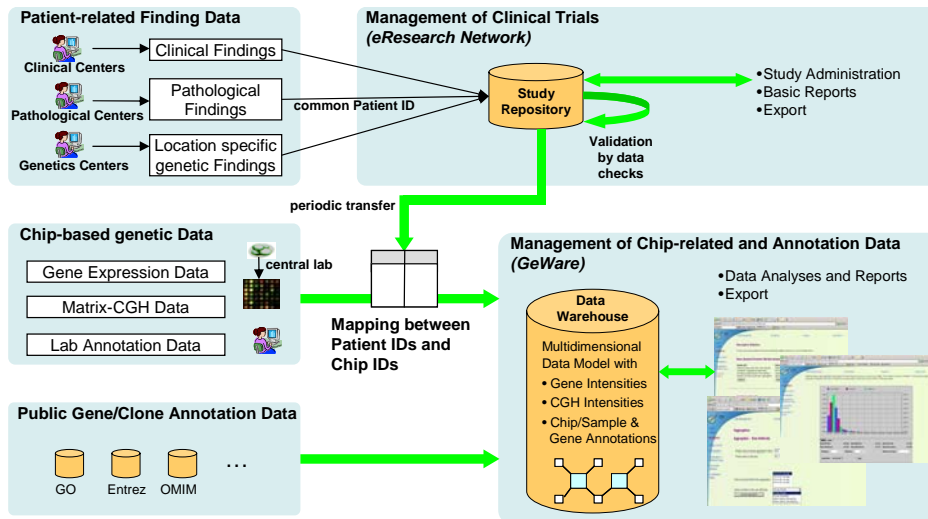 Patient-related Finding Data
Clinical Centers
Clinical Findings
Pathological Centers
Pathological
Findings
Genetics Centers
Location specific
genetic Findings
common Patient ID
Management of Clinical Trials
(eResearch Network)
Study
Repository
•Study Administration
•Basic Reports
•Export
Validation
by data
checks
periodic transfer
Chip-based genetic Data
Gene Expression Data
Matrix-CGH Data
Lab Annotation Data
central lab
Mapping between
Patient IDs and
Chip IDs
Management of Chip-related and Annotation Data
(GeWare)
•Data Analyses and Reports
•Export
Data
Warehouse
Multidimensional
Data Model with
• Gene Intensities
• CGH Intensities
• Chip/Sample &
Gene Annotations
Public Gene/Clone Annotation Data
GO
Entrez
OMIM
...